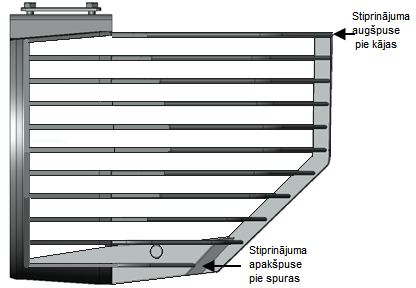 Stiprinājuma
augšpuse
pie kājas
Stiprinājuma
apakšpuse
pie spuras